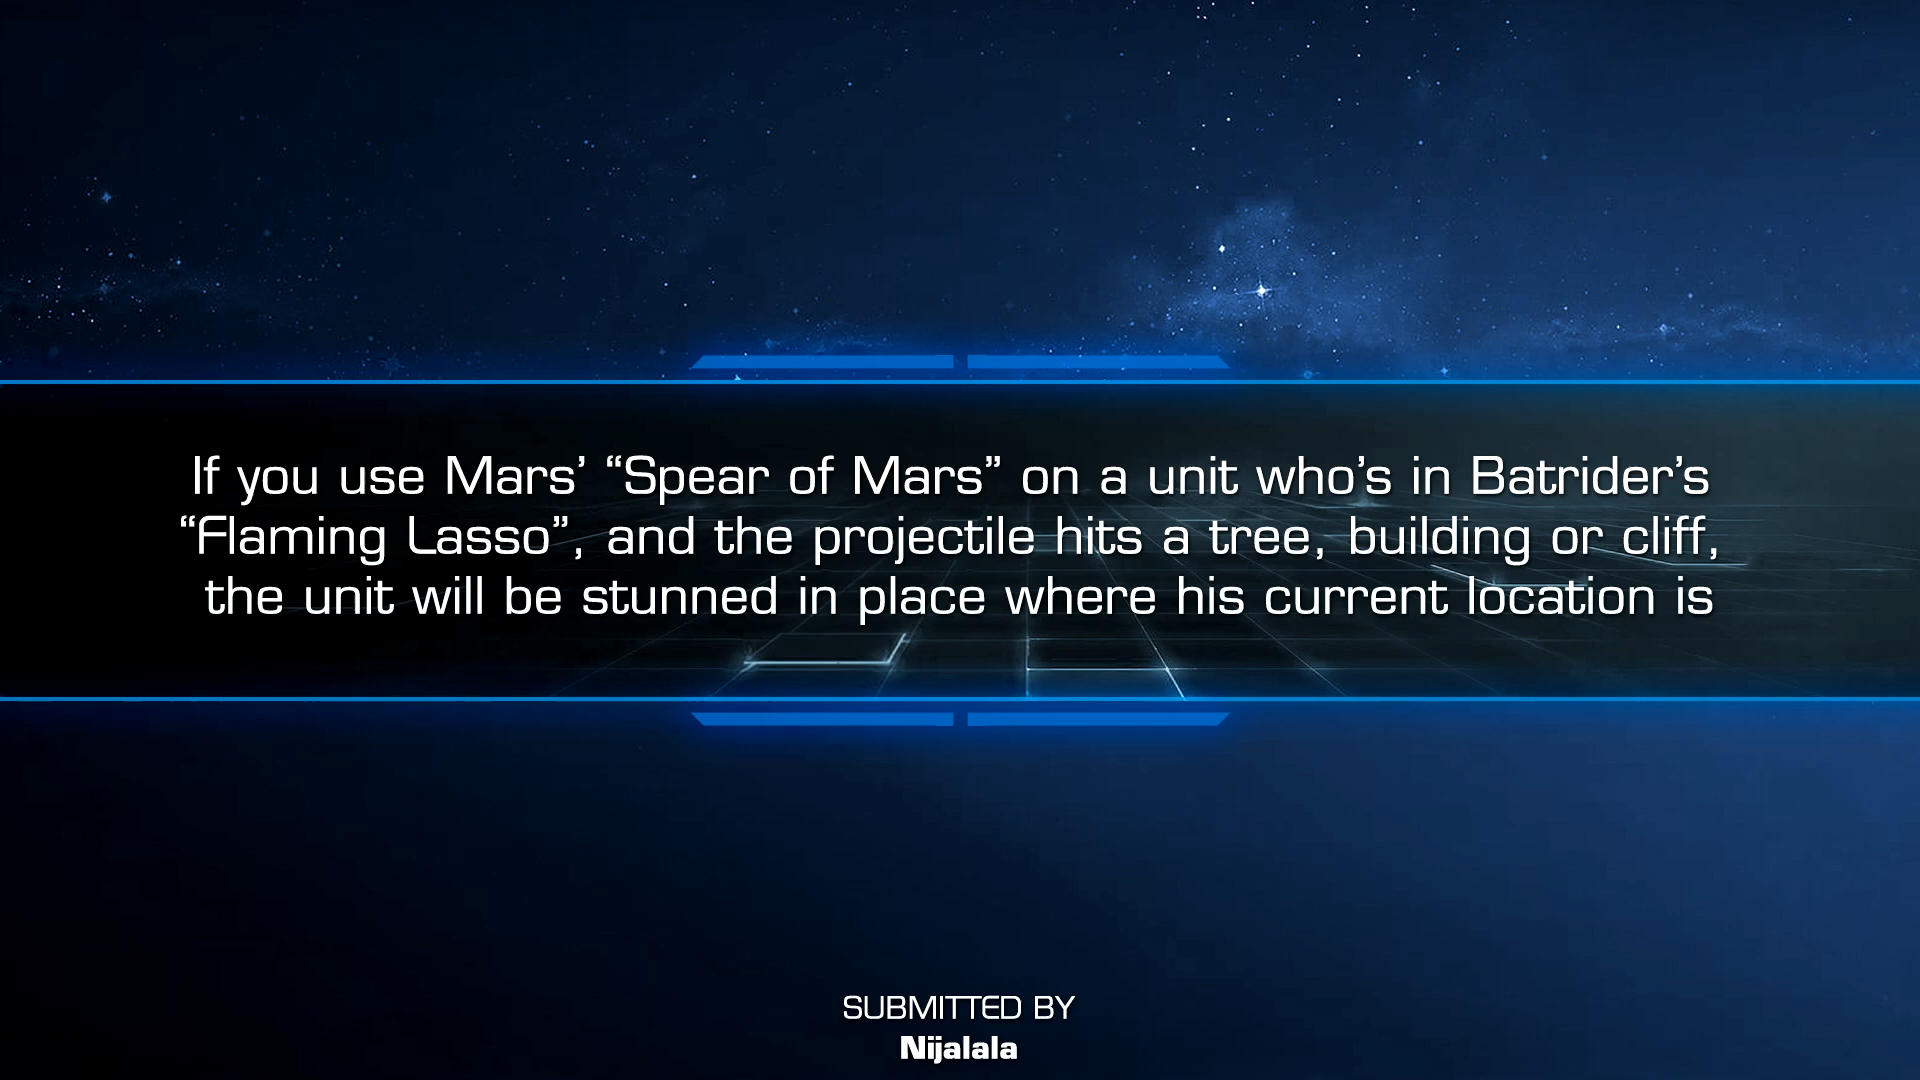 If you use Mars’ “Spear of Mars” on a unit who’s in Batrider’s
“Flaming Lasso”, and the projectile hits a tree, building or cliff,
the unit will be stunned in place where his current location is
SUBMITTED BY
Nijalala